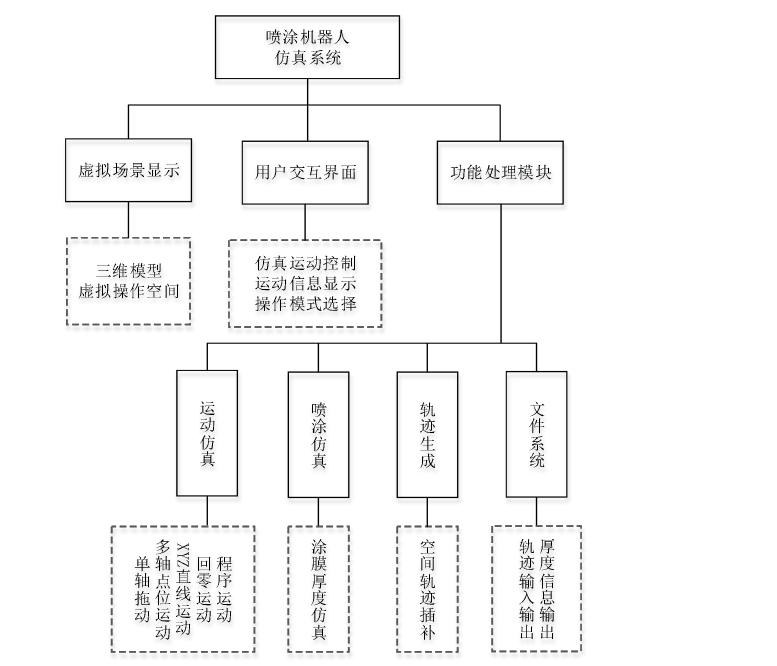 喷涂机器人
仿真系统
虚拟场景显示
用户交互界面
功能处理模块
三维模型
虚拟操作空间
仿真运动控制
运动信息显示
操作模式选择
运动仿真
喷涂仿真
轨迹生成
文件系统
程序运动
回零运动
XYZ直线运动
多轴点位运动
单轴拖动
涂膜厚度仿真
空间轨迹插补
厚度信息输出
轨迹输入输出